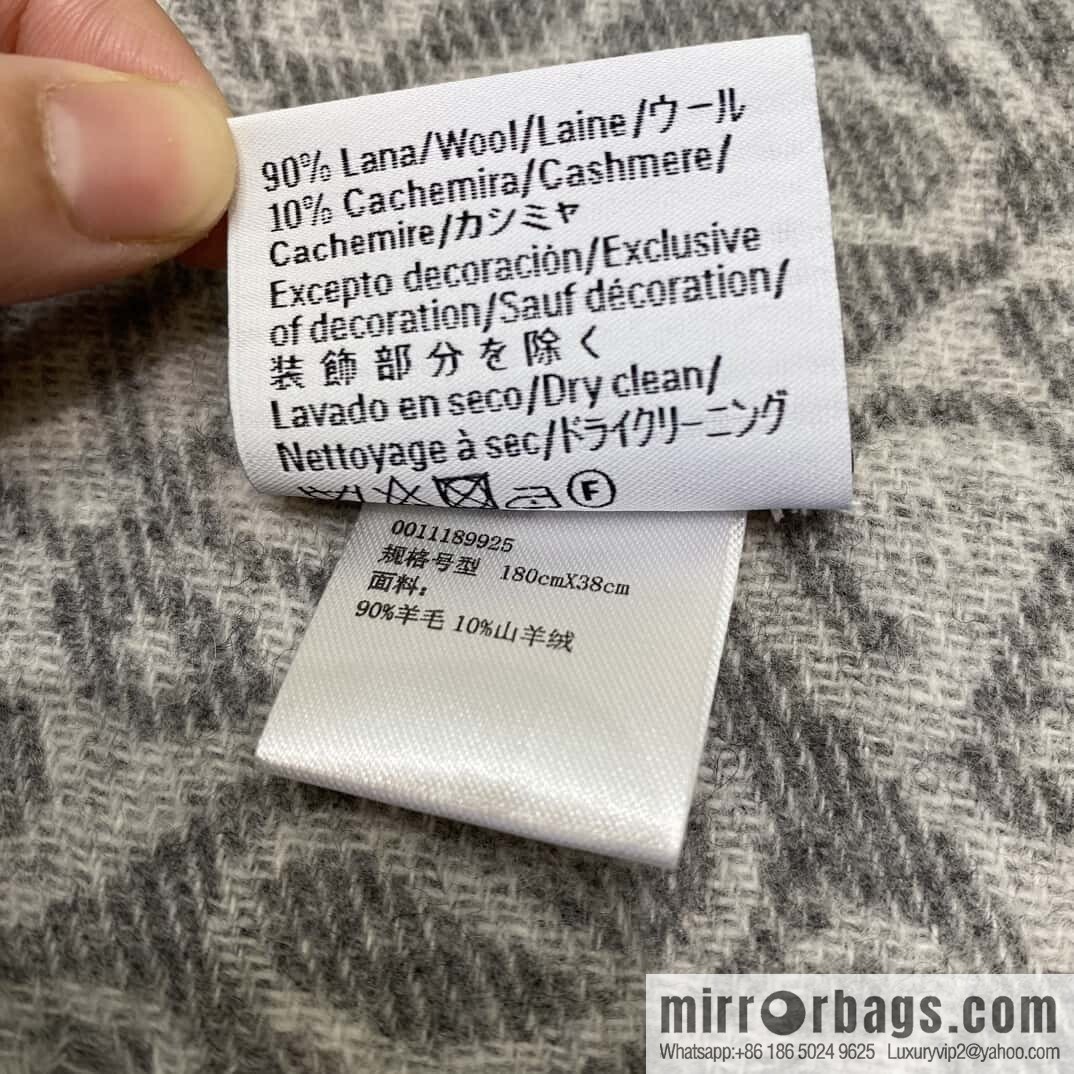 90% Lana/Wool/Laine/ウール
10% Cachemira/Cashmere/
Cachemire/カシミヤ
Excepto decoración/Exclusive
of decoration/Sauf décoration/
装飾部分を除く
Lavado en seco/Dry clean/
Nettoyage à sec/ドライクリーニング
F
0011189925
规格号型 180cmX38cm
面料:
90%羊毛 10%山羊绒
mirrorbags.com
Whatsapp:+86 186 5024 9625 Luxuryvip2@yahoo.com